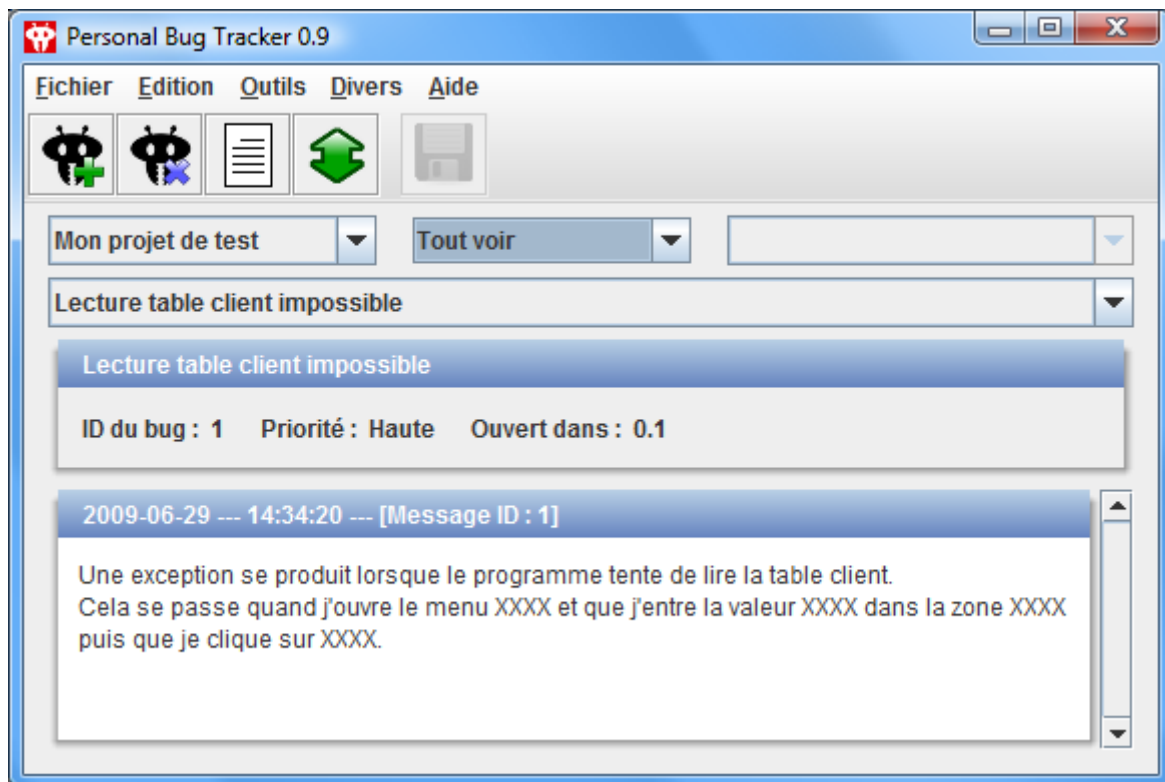 Personal Bug Tracker 0.9
Fichier Edition Outils Divers Aide
Mon projet de test Tout voir
Lecture table client impossible
Lecture table client impossible
ID du bug : 1 Priorité : Haute Ouvert dans : 0.1
2009-06-29 --- 14:34:20 --- [Message ID : 1]
Une exception se produit lorsque le programme tente de lire la table client.
Cela se passe quand j'ouvre le menu XXXX et que j'entre la valeur XXXX dans la zone XXXX
puis que je clique sur XXXX.